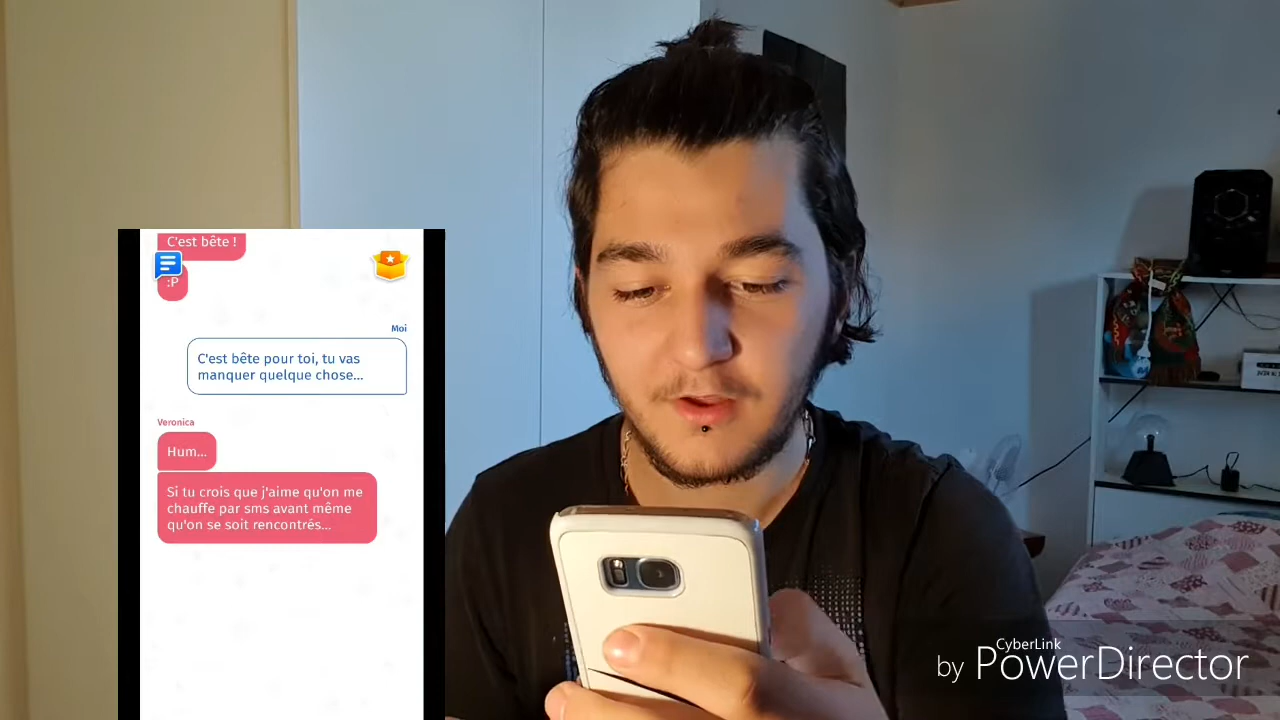 C'est bête !
:P
Moi
C'est bête pour toi, tu vas
manquer quelque chose...
Veronica
Hum...
Si tu crois que j'aime qu'on me
chauffe par sms avant même
qu'on se soit rencontrés...
CyberLink
by PowerDirector